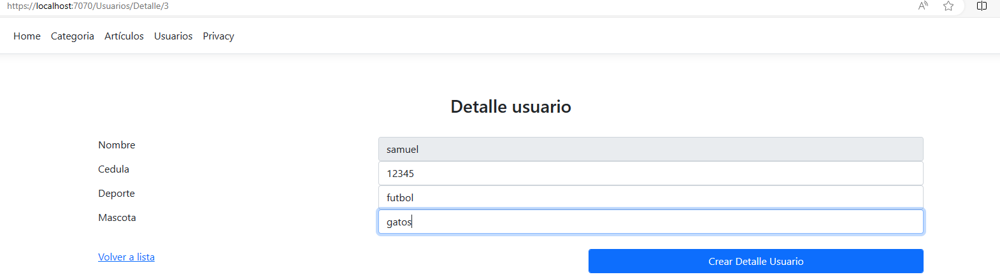 https://localhost:7070/Usuarios/Detalle/3
Home Categoria Artículos Usuarios Privacy
Detalle usuario
Nombre samuel
Cedula 12345
Deporte futbol
Mascota gatos
Volver a lista Crear Detalle Usuario